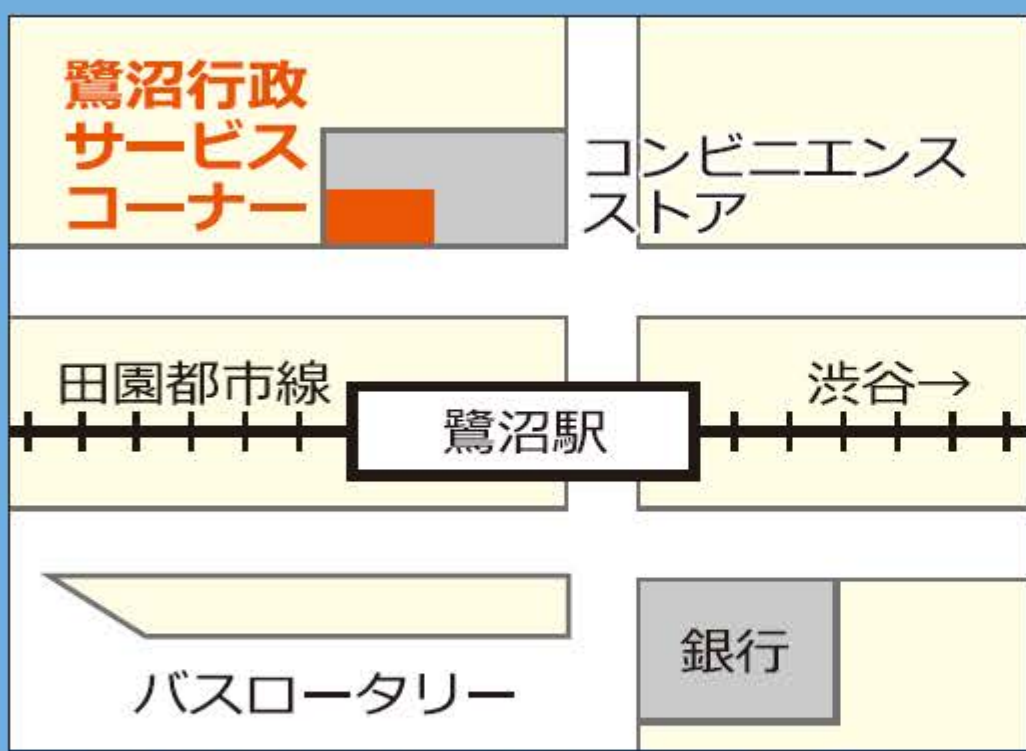 鷺沼行政
サービス
コーナー
コンビニエンス
ストア
田園都市線
渋谷→
鷺沼駅
銀行
バスロータリー